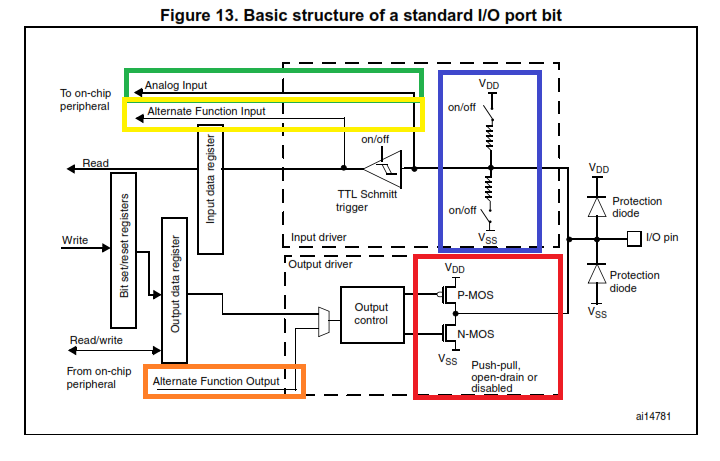 Figure 13. Basic structure of a standard I/O port bit
To on-chip
peripheral
Analog Input
Alternate Function Input
on/off
VDD
on/off
Read
Input data register
TTL Schmitt
trigger
on/off
VSS
Input driver
VDD
Protection
diode
I/O pin
Protection
diode
VSS
Write
Bit set/reset registers
Output data register
Output driver
VDD
P-MOS
Output
control
N-MOS
VSS
Push-pull,
open-drain or
disabled
Read/write
From on-chip
peripheral
Alternate Function Output
ai14781